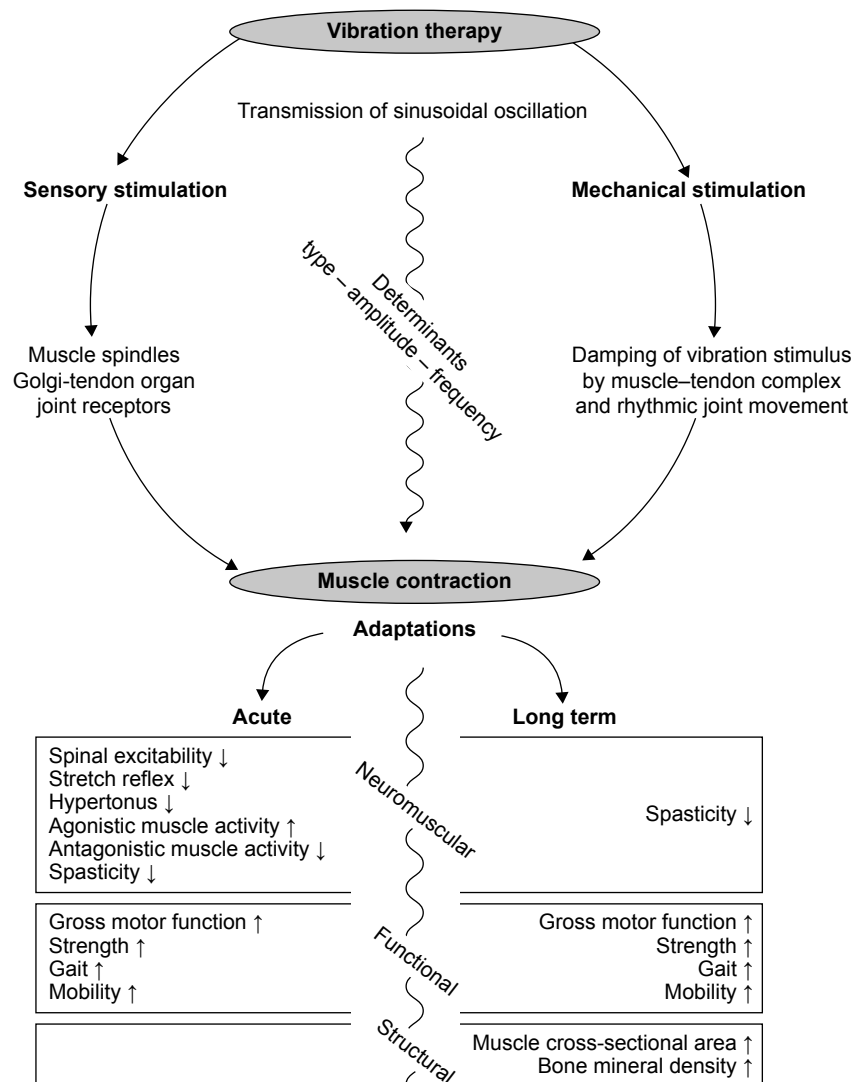 Vibration therapy
Transmission of sinusoidal oscillation
Sensory stimulation
Mechanical stimulation
Determinants
type – amplitude – frequency
Muscle spindles
Golgi-tendon organ
joint receptors
Damping of vibration stimulus
by muscle–tendon complex
and rhythmic joint movement
Muscle contraction
Adaptations
Acute
Long term
Spinal excitability ↓
Stretch reflex ↓
Hypertonus ↓
Agonistic muscle activity ↑
Antagonistic muscle activity ↓
Spasticity ↓
Neuromuscular
Spasticity ↓
Gross motor function ↑
Strength ↑
Gait ↑
Mobility ↑
Functional
Gross motor function ↑
Strength ↑
Gait ↑
Mobility ↑
Structural
Muscle cross-sectional area ↑
Bone mineral density ↑